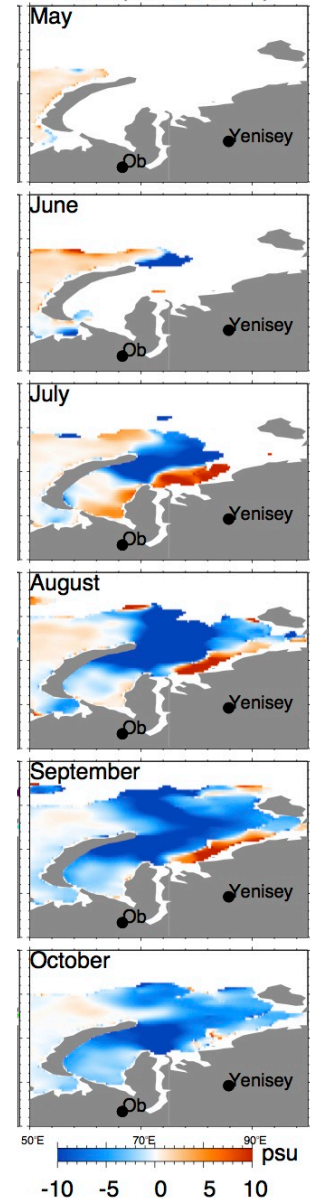 May
Yenisey
Ob
June
Yenisey
Ob
July
Yenisey
Ob
August
Yenisey
Ob
September
Yenisey
Ob
October
Yenisey
Ob
50°E 70°E 90°E
psu
-10 -5 0 5 10